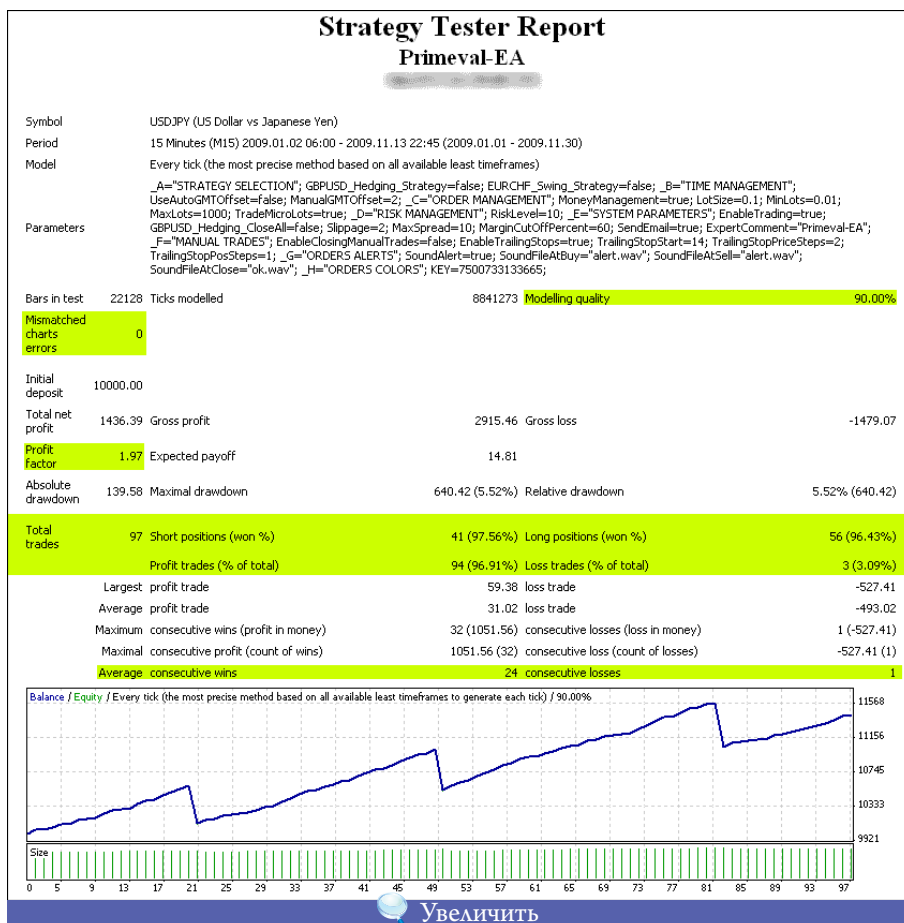 Strategy Tester Report
Primeval-EA
Symbol USDJPY (US Dollar vs Japanese Yen)
Period 15 Minutes (M15) 2009.01.02 06:00 - 2009.11.13 22:45 (2009.01.01 - 2009.11.30)
Model Every tick (the most precise method based on all available least timeframes)
Parameters
_A="STRATEGY SELECTION"; GBPUSD_Hedging_Strategy=false; EURCHF_Swing_Strategy=false; _B="TIME MANAGEMENT";
UseAutoGMTOffset=false; ManualGMTOffset=2; _C="ORDER MANAGEMENT"; MoneyManagement=true; LotSize=0.1; MinLots=0.01;
MaxLots=1000; TradeMicroLots=true; _D="RISK MANAGEMENT"; RiskLevel=10; _E="SYSTEM PARAMETERS"; EnableTrading=true;
GBPUSD_Hedging_CloseAll=false; Slippage=2; MaxSpread=10; MarginCutOffPercent=60; SendEmail=true; ExpertComment="Primeval-EA";
_F="MANUAL TRADES"; EnableClosingManualTrades=false; EnableTrailingStops=true; TrailingStopStart=14; TrailingStopPriceSteps=2;
TrailingStopPosSteps=1; _G="ORDERS ALERTS"; SoundAlert=true; SoundFileAtBuy="alert.wav"; SoundFileAtSell="alert.wav";
SoundFileAtClose="ok.wav"; _H="ORDERS COLORS"; KEY=7500733133665;
Bars in test 22128 Ticks modelled 8841273 Modelling quality 90.00%
Mismatched
charts 0
errors
Initial
deposit 10000.00
Total net
profit 1436.39 Gross profit 2915.46 Gross loss -1479.07
Profit
factor 1.97 Expected payoff 14.81
Absolute
drawdown 139.58 Maximal drawdown 640.42 (5.52%) Relative drawdown 5.52% (640.42)
Total
trades 97 Short positions (won %) 41 (97.56%) Long positions (won %) 56 (96.43%)
Profit trades (% of total) 94 (96.91%) Loss trades (% of total) 3 (3.09%)
Largest profit trade 59.38 loss trade -527.41
Average profit trade 31.02 loss trade -493.02
Maximum consecutive wins (profit in money) 32 (1051.56) consecutive losses (loss in money) 1 (-527.41)
Maximal consecutive profit (count of wins) 1051.56 (32) consecutive loss (count of losses) -527.41 (1)
Average consecutive wins 24 consecutive losses 1
Balance / Equity / Every tick (the most precise method based on all available least timeframes to generate each tick) / 90.00%
11568
11156
10745
10333
9921
Size
0 5 9 13 17 21 25 29 33 37 41 45 49 53 57 61 65 69 73 77 81 85 89 93 97
Увеличить